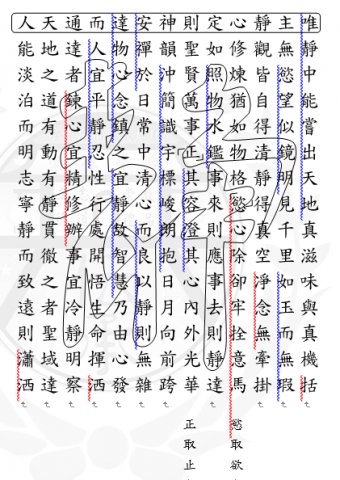 唯靜中能嘗出天地真滋味與真機括
主無慾望似鏡明見千里如玉而無瑕
靜觀皆自得清靜得真空淨念無牽掛
心修煉猶如物格慾心除卻牢拴意馬
慾取欲
定如照物水鑑事來則應事去則靜達
則聖賢萬事正其容澄其心內外光華
正取止
神韻沖簡識宇標峻朗抱日月向前跨
安禪於日常中清心而良以靜則無雜
達物心念鎮之宜靜故智慧乃由心發
而人宜平靜忍性行處開悟生命揮洒
通達者鍊心宜精修辦事宜冷靜明察
天地之道有動有靜貫徹之者聖域達
人能淡泊而明志寧靜而致遠則瀟洒